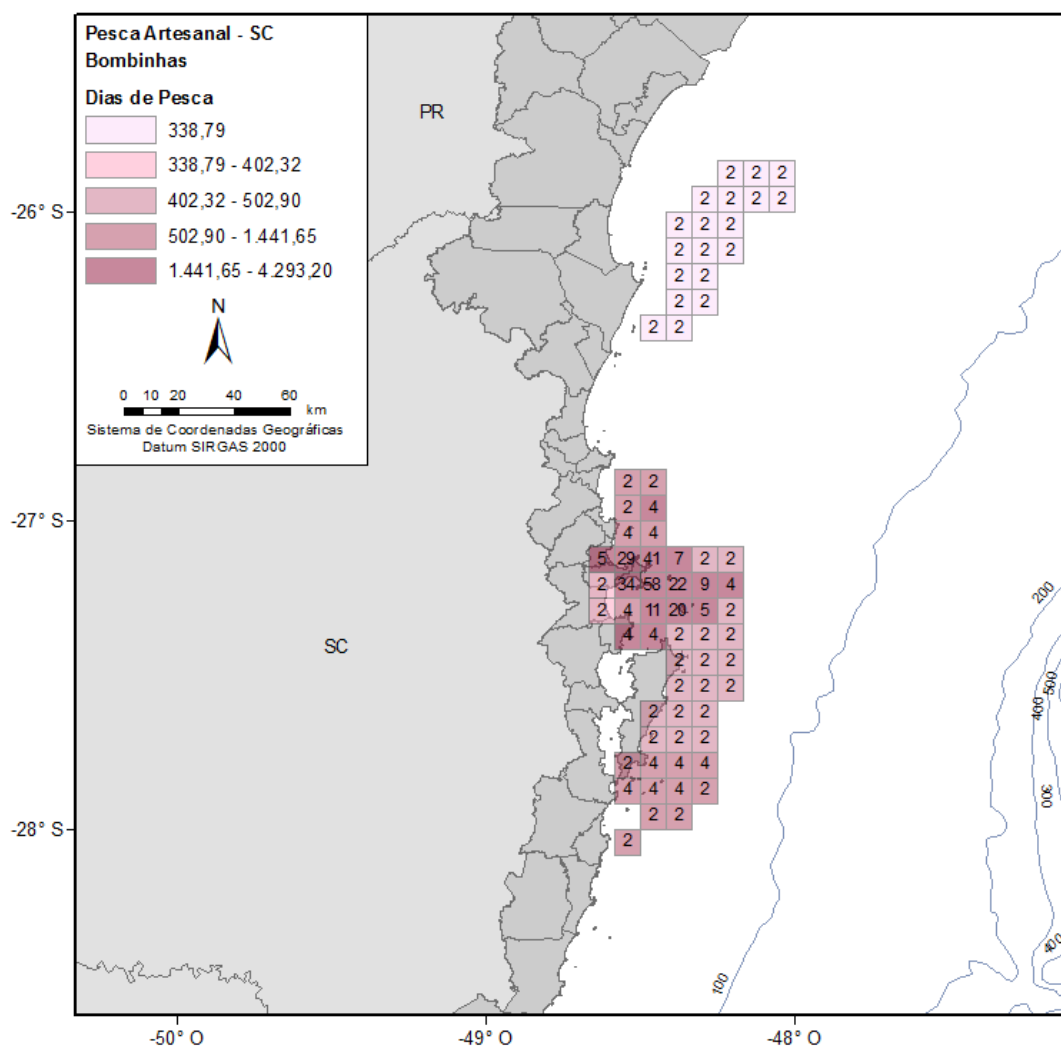 Pesca Artesanal - SC
Bombinhas
Dias de Pesca
338,79
338,79 - 402,32
402,32 - 502,90
502,90 - 1.441,65
1.441,65 - 4.293,20
N
0 10 20 40 60
km
Sistema de Coordenadas Geográficas
Datum SIRGAS 2000
PR
SC
-26° S
-27° S
-28° S
2 2 2
2 2 2 2
2 2 2
2 2 2
2 2
2 2
2 2
2 2
2 4
4 4
5 29 41 7 2 2
2 34 58 22 9 4
2 4 11 20 5 2
4 4 2 2 2
2 2 2
2 2 2
2 2 2
2 2 2
2 4 4 4
4 4 4 2
2 2
2
200
500
400
300
400
100
-50° O
-49° O
-48° O